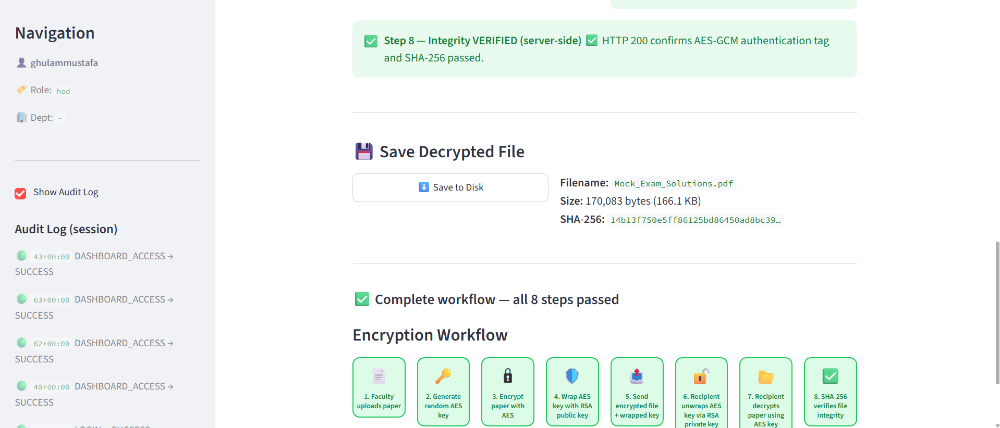 Navigation
ghulammustafa
Role: hod
Dept: –
Show Audit Log
Audit Log (session)
43+00:00 DASHBOARD_ACCESS →
SUCCESS
63+00:00 DASHBOARD_ACCESS →
SUCCESS
62+00:00 DASHBOARD_ACCESS →
SUCCESS
40+00:00 DASHBOARD_ACCESS →
SUCCESS
Step 8 — Integrity VERIFIED (server-side) ✅ HTTP 200 confirms AES-GCM authentication tag
and SHA-256 passed.
Save Decrypted File
Save to Disk
Filename: Mock_Exam_Solutions.pdf
Size: 170,083 bytes (166.1 KB)
SHA-256: 14b13f750e5ff86125bd86450ad8bc39…
Complete workflow — all 8 steps passed
Encryption Workflow
1. Faculty
uploads paper
2. Generate
random AES
key
3. Encrypt
paper with
AES
4. Wrap AES
key with RSA
public key
5. Send
encrypted file
+ wrapped key
6. Recipient
unwraps AES
key via RSA
private key
7. Recipient
decrypts
paper using
AES key
8. SHA-256
verifies file
integrity